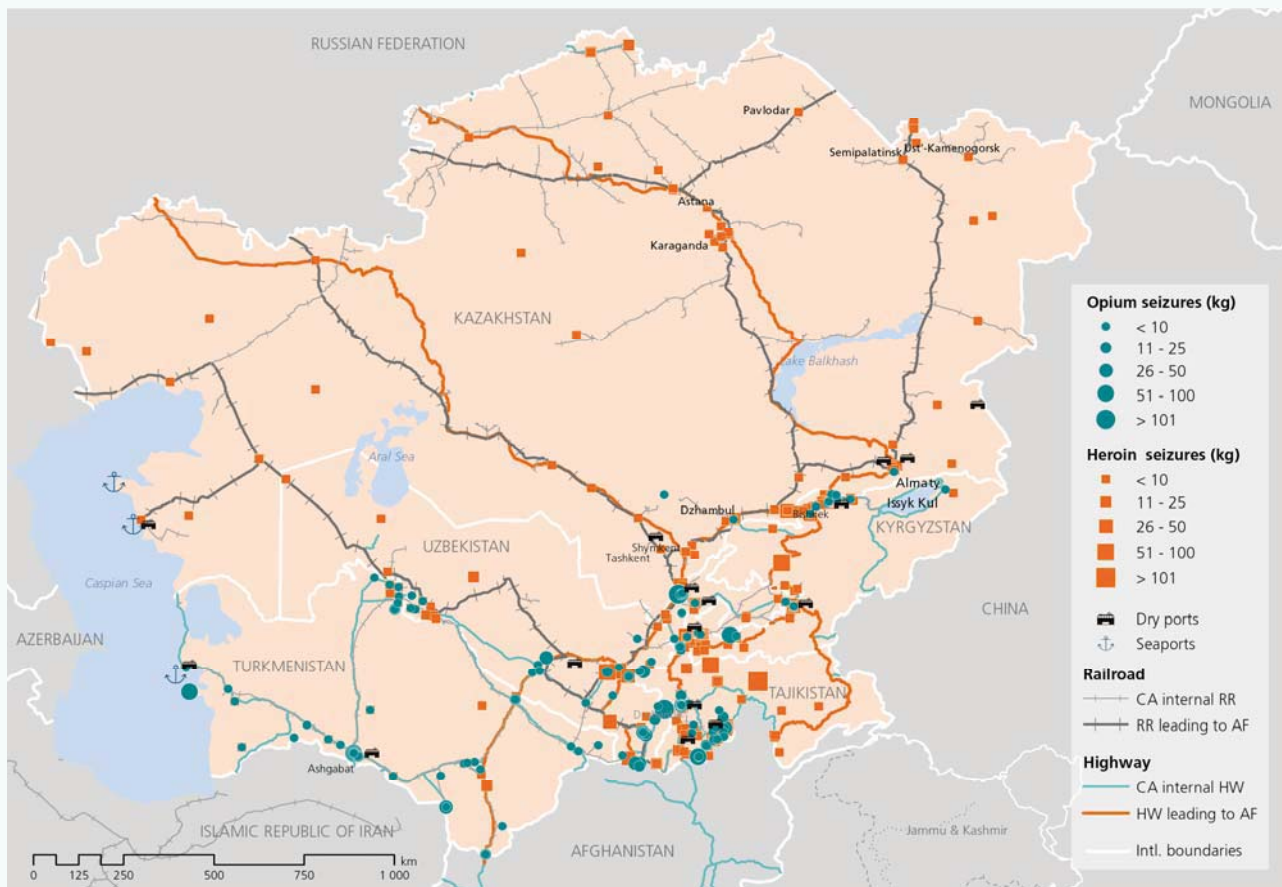 RUSSIAN FEDERATION
MONGOLIA
Pavlodar
Semipalatinsk
Ust'-Kamenogorsk
Astana
Karaganda
KAZAKHSTAN
Lake Balkhash
Aral Sea
Almaty
Issyk Kul
Dzhambul
Bishkek
KYRGYZSTAN
Shymkent
Tashkent
UZBEKISTAN
Caspian Sea
CHINA
AZERBAIJAN
TURKMENISTAN
TAJIKISTAN
Ashgabat
ISLAMIC REPUBLIC OF IRAN
AFGHANISTAN
Jammu & Kashmir
0 125 250 500 750 1 000
km
Opium seizures (kg)
< 10
11 - 25
26 - 50
51 - 100
> 101
Heroin seizures (kg)
< 10
11 - 25
26 - 50
51 - 100
> 101
Dry ports
Seaports
Railroad
CA internal RR
RR leading to AF
Highway
CA internal HW
HW leading to AF
Intl. boundaries